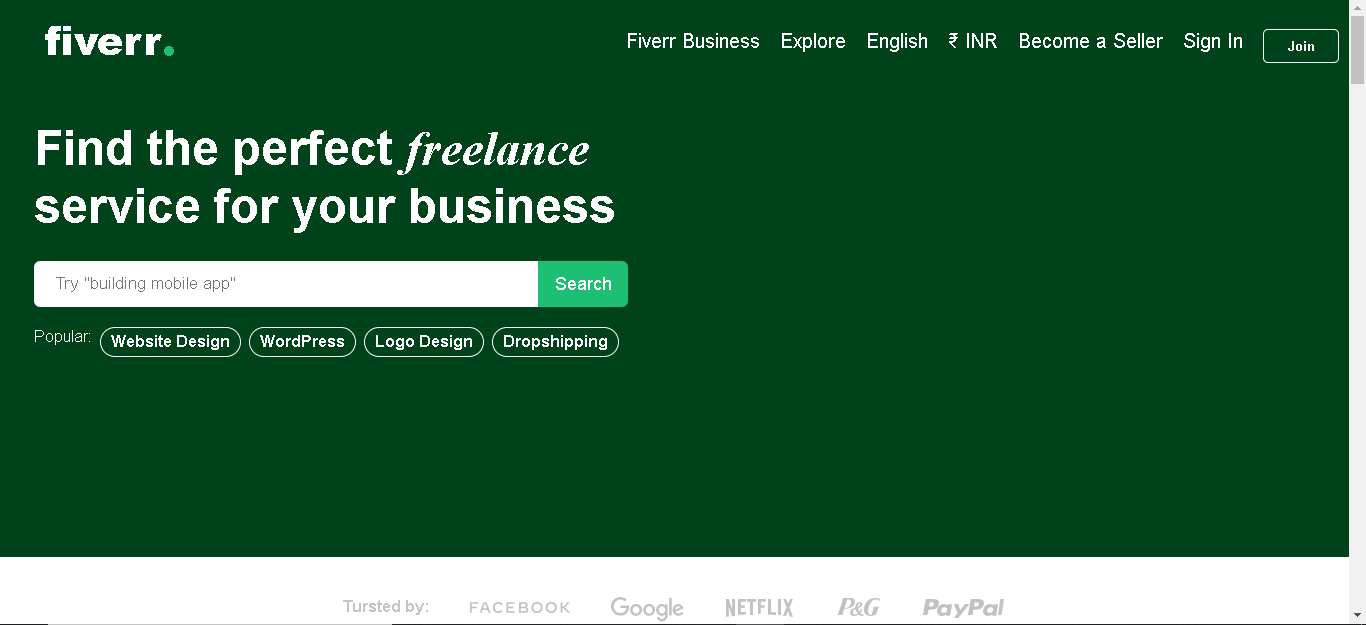 fiverr.
Fiverr Business Explore English ₹ INR Become a Seller Sign In Join
Find the perfect freelance
service for your business
Try "building mobile app" Search
Popular: Website Design WordPress Logo Design Dropshipping
Tursted by: FACEBOOK Google NETFLIX P&G PayPal